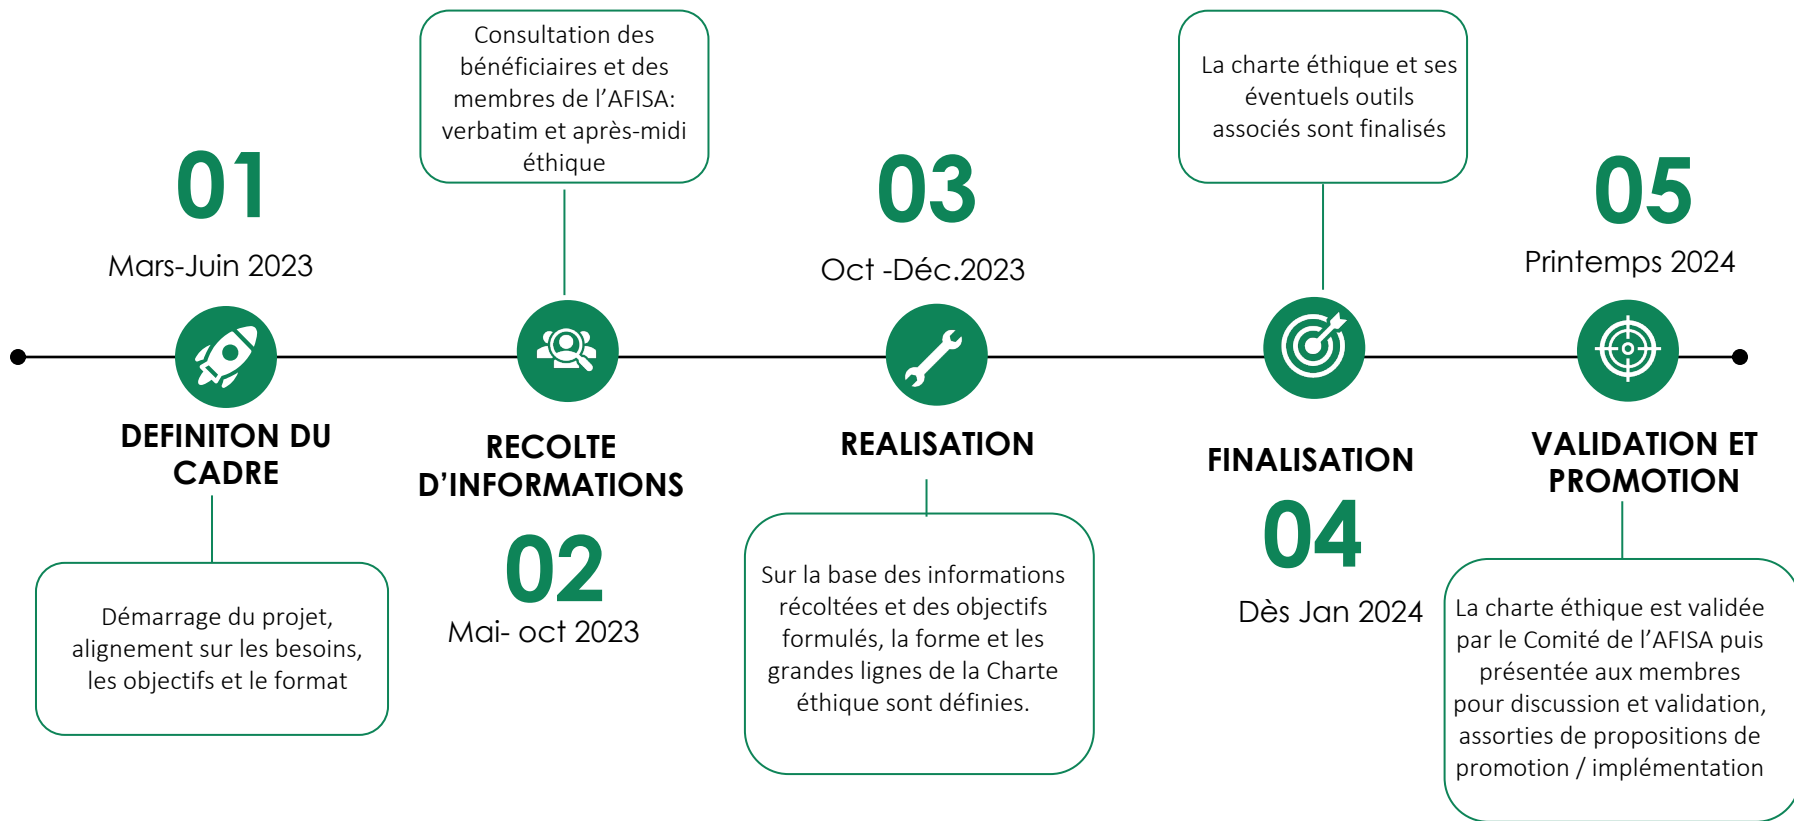 01
Mars-Juin 2023
DEFINITON DU
CADRE
Démarrage du projet,
alignement sur les besoins,
les objectifs et le format
Consultation des
bénéficiaires et des
membres de l’AFISA:
verbatim et après-midi
éthique
RECOLTE
D’INFORMATIONS
02
Mai- oct 2023
03
Oct -Déc.2023
REALISATION
Sur la base des informations
récoltées et des objectifs
formulés, la forme et les
grandes lignes de la Charte
éthique sont définies.
La charte éthique et ses
éventuels outils
associés sont finalisés
FINALISATION
04
Dès Jan 2024
05
Printemps 2024
VALIDATION ET
PROMOTION
La charte éthique est validée
par le Comité de l’AFISA puis
présentée aux membres
pour discussion et validation,
assorties de propositions de
promotion / implémentation